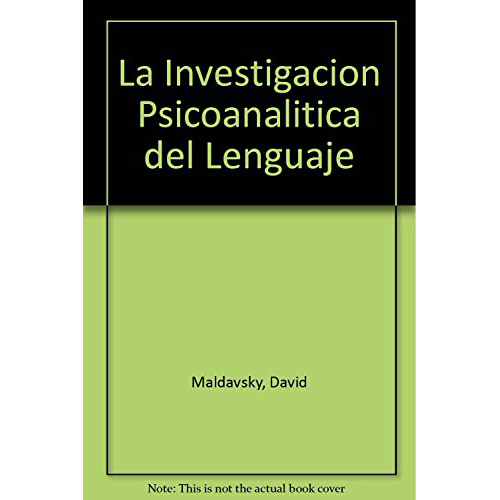 La Investigacion
Psicoanalitica
del Lenguaje
Maldavsky, David
Note: This is not the actual book cover